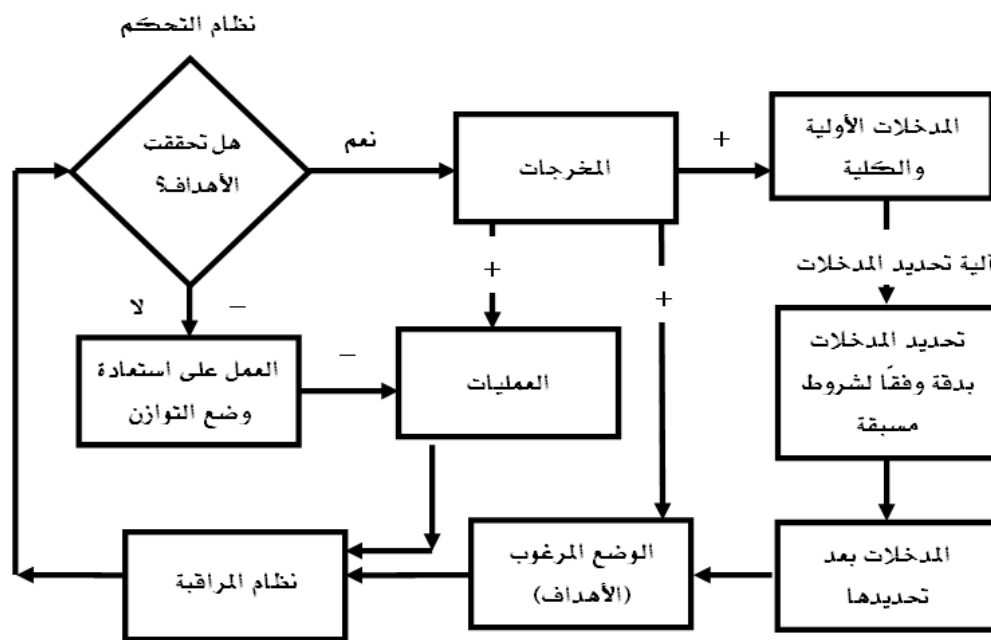 نظام التحكم
هل تحققت
الأهداف؟
نعم
المخرجات
+
المدخلات الأولية
والكلية
آلية تحديد المدخلات
+
+
لا
–
العمل على استعادة
وضع التوازن
–
العمليات
تحديد المدخلات
بدقة وفقًا لشروط
مسبقة
المدخلات بعد
تحديدها
الوضع المرغوب
(الأهداف)
نظام المراقبة